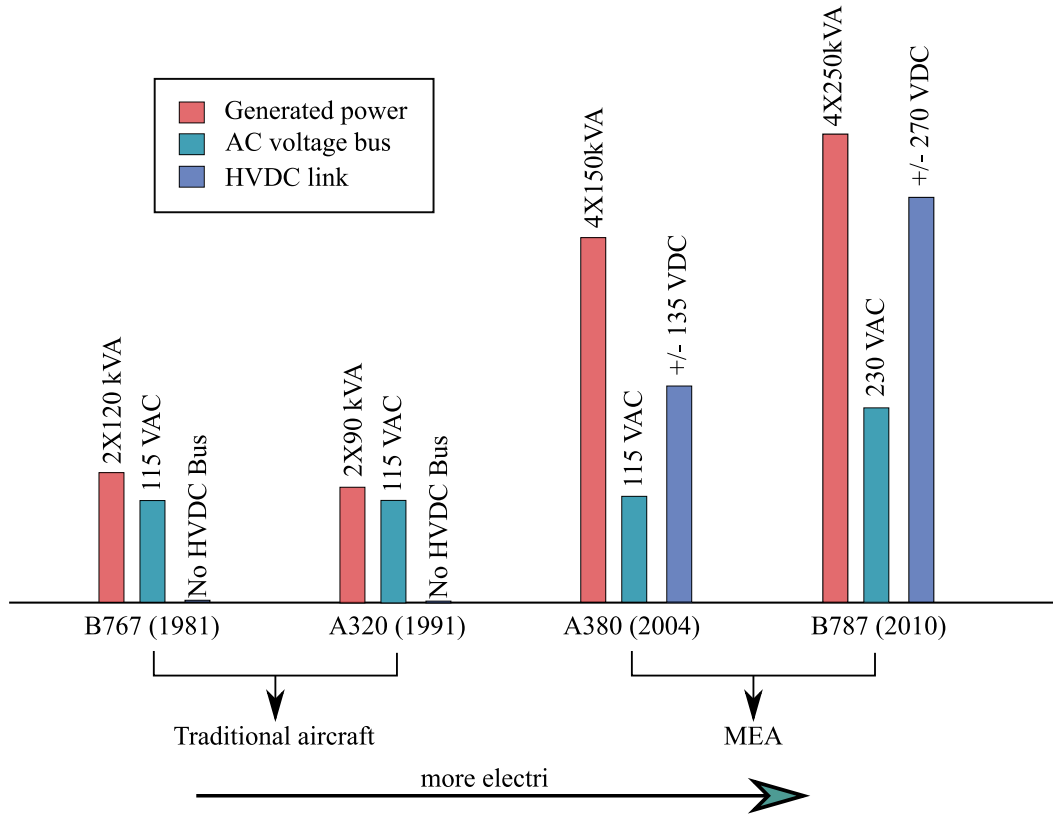 Generated power
AC voltage bus
HVDC link
2X120 kVA
115 VAC
No HVDC Bus
2X90 kVA
115 VAC
No HVDC Bus
4X150kVA
115 VAC
+/- 135 VDC
4X250kVA
230 VAC
+/- 270 VDC
B767 (1981)
A320 (1991)
A380 (2004)
B787 (2010)
Traditional aircraft
MEA
more electri